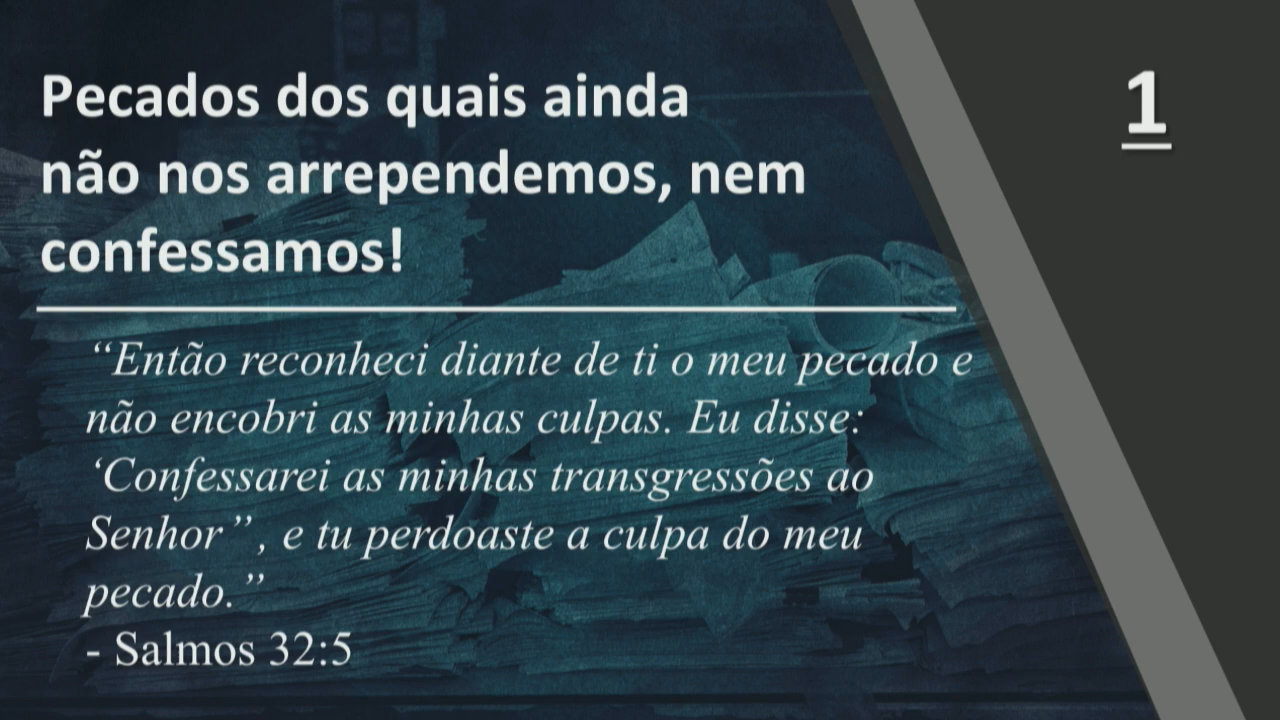 Pecados dos quais ainda
não nos arrependemos, nem
confessamos!
1
“Então reconheci diante de ti o meu pecado e
não encobri as minhas culpas. Eu disse:
‘Confessarei as minhas transgressões ao
Senhor”, e tu perdoaste a culpa do meu
pecado.”
- Salmos 32:5